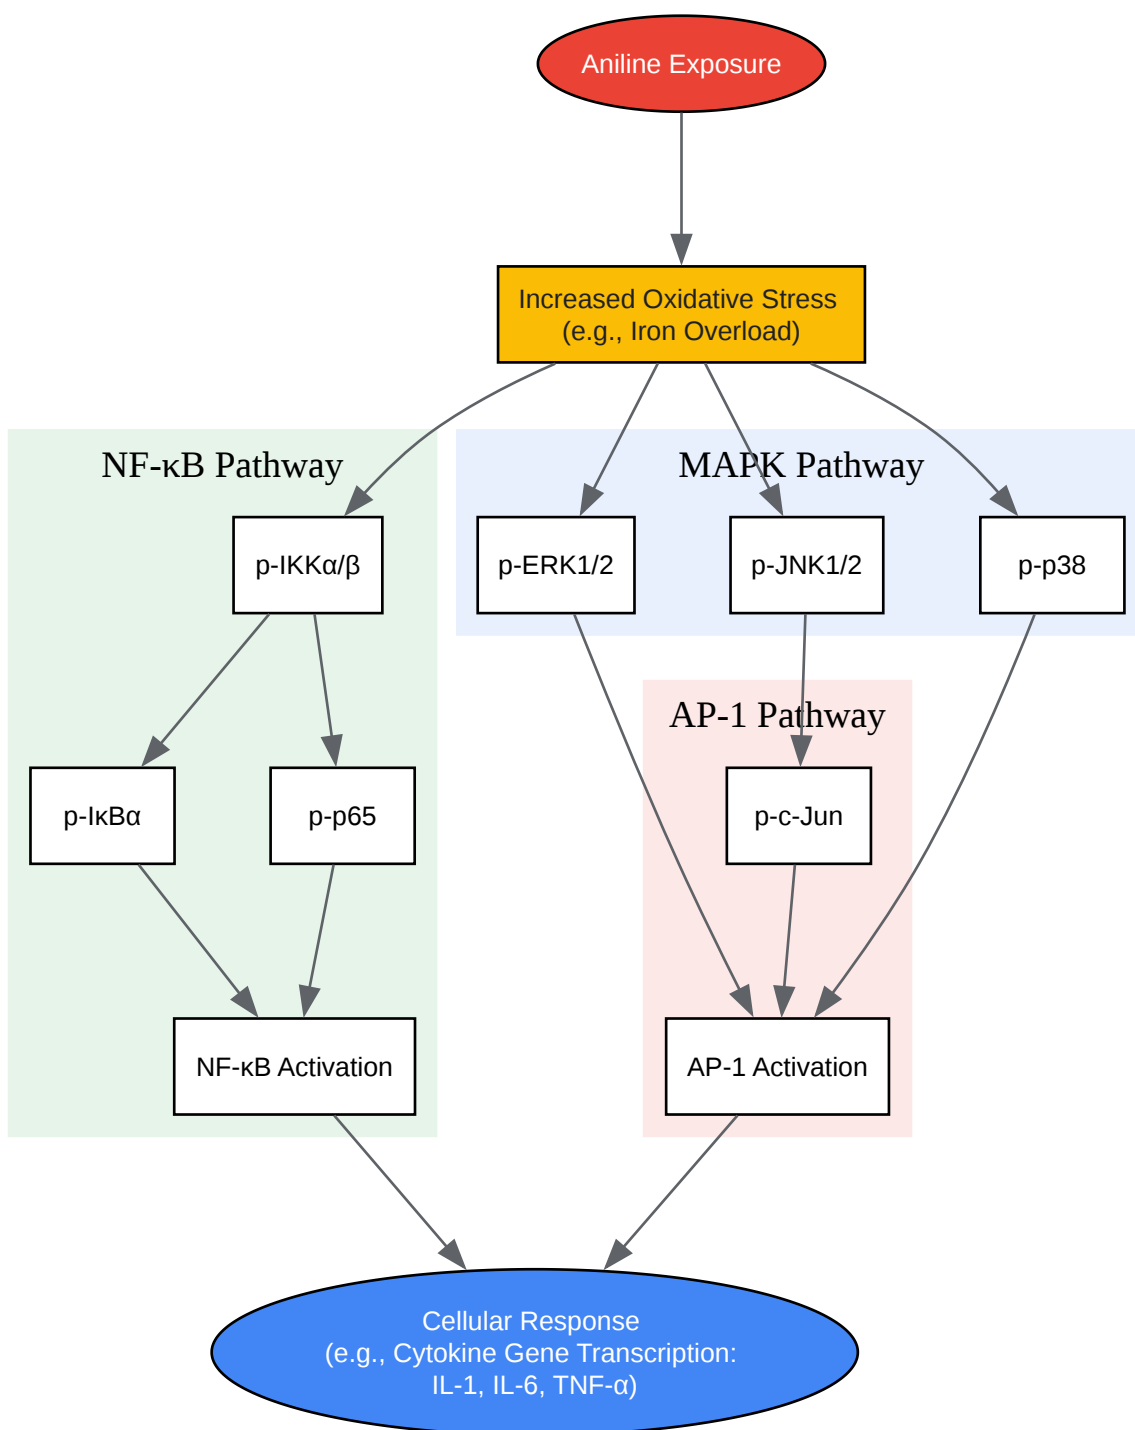 Aniline Exposure
Increased Oxidative Stress
(e.g., Iron Overload)
NF-κB Pathway
MAPK Pathway
p-IKKα/β
p-ERK1/2
p-JNK1/2
p-p38
AP-1 Pathway
p-IκBα
p-p65
p-c-Jun
NF-κB Activation
AP-1 Activation
Cellular Response
(e.g., Cytokine Gene Transcription:
IL-1, IL-6, TNF-α)